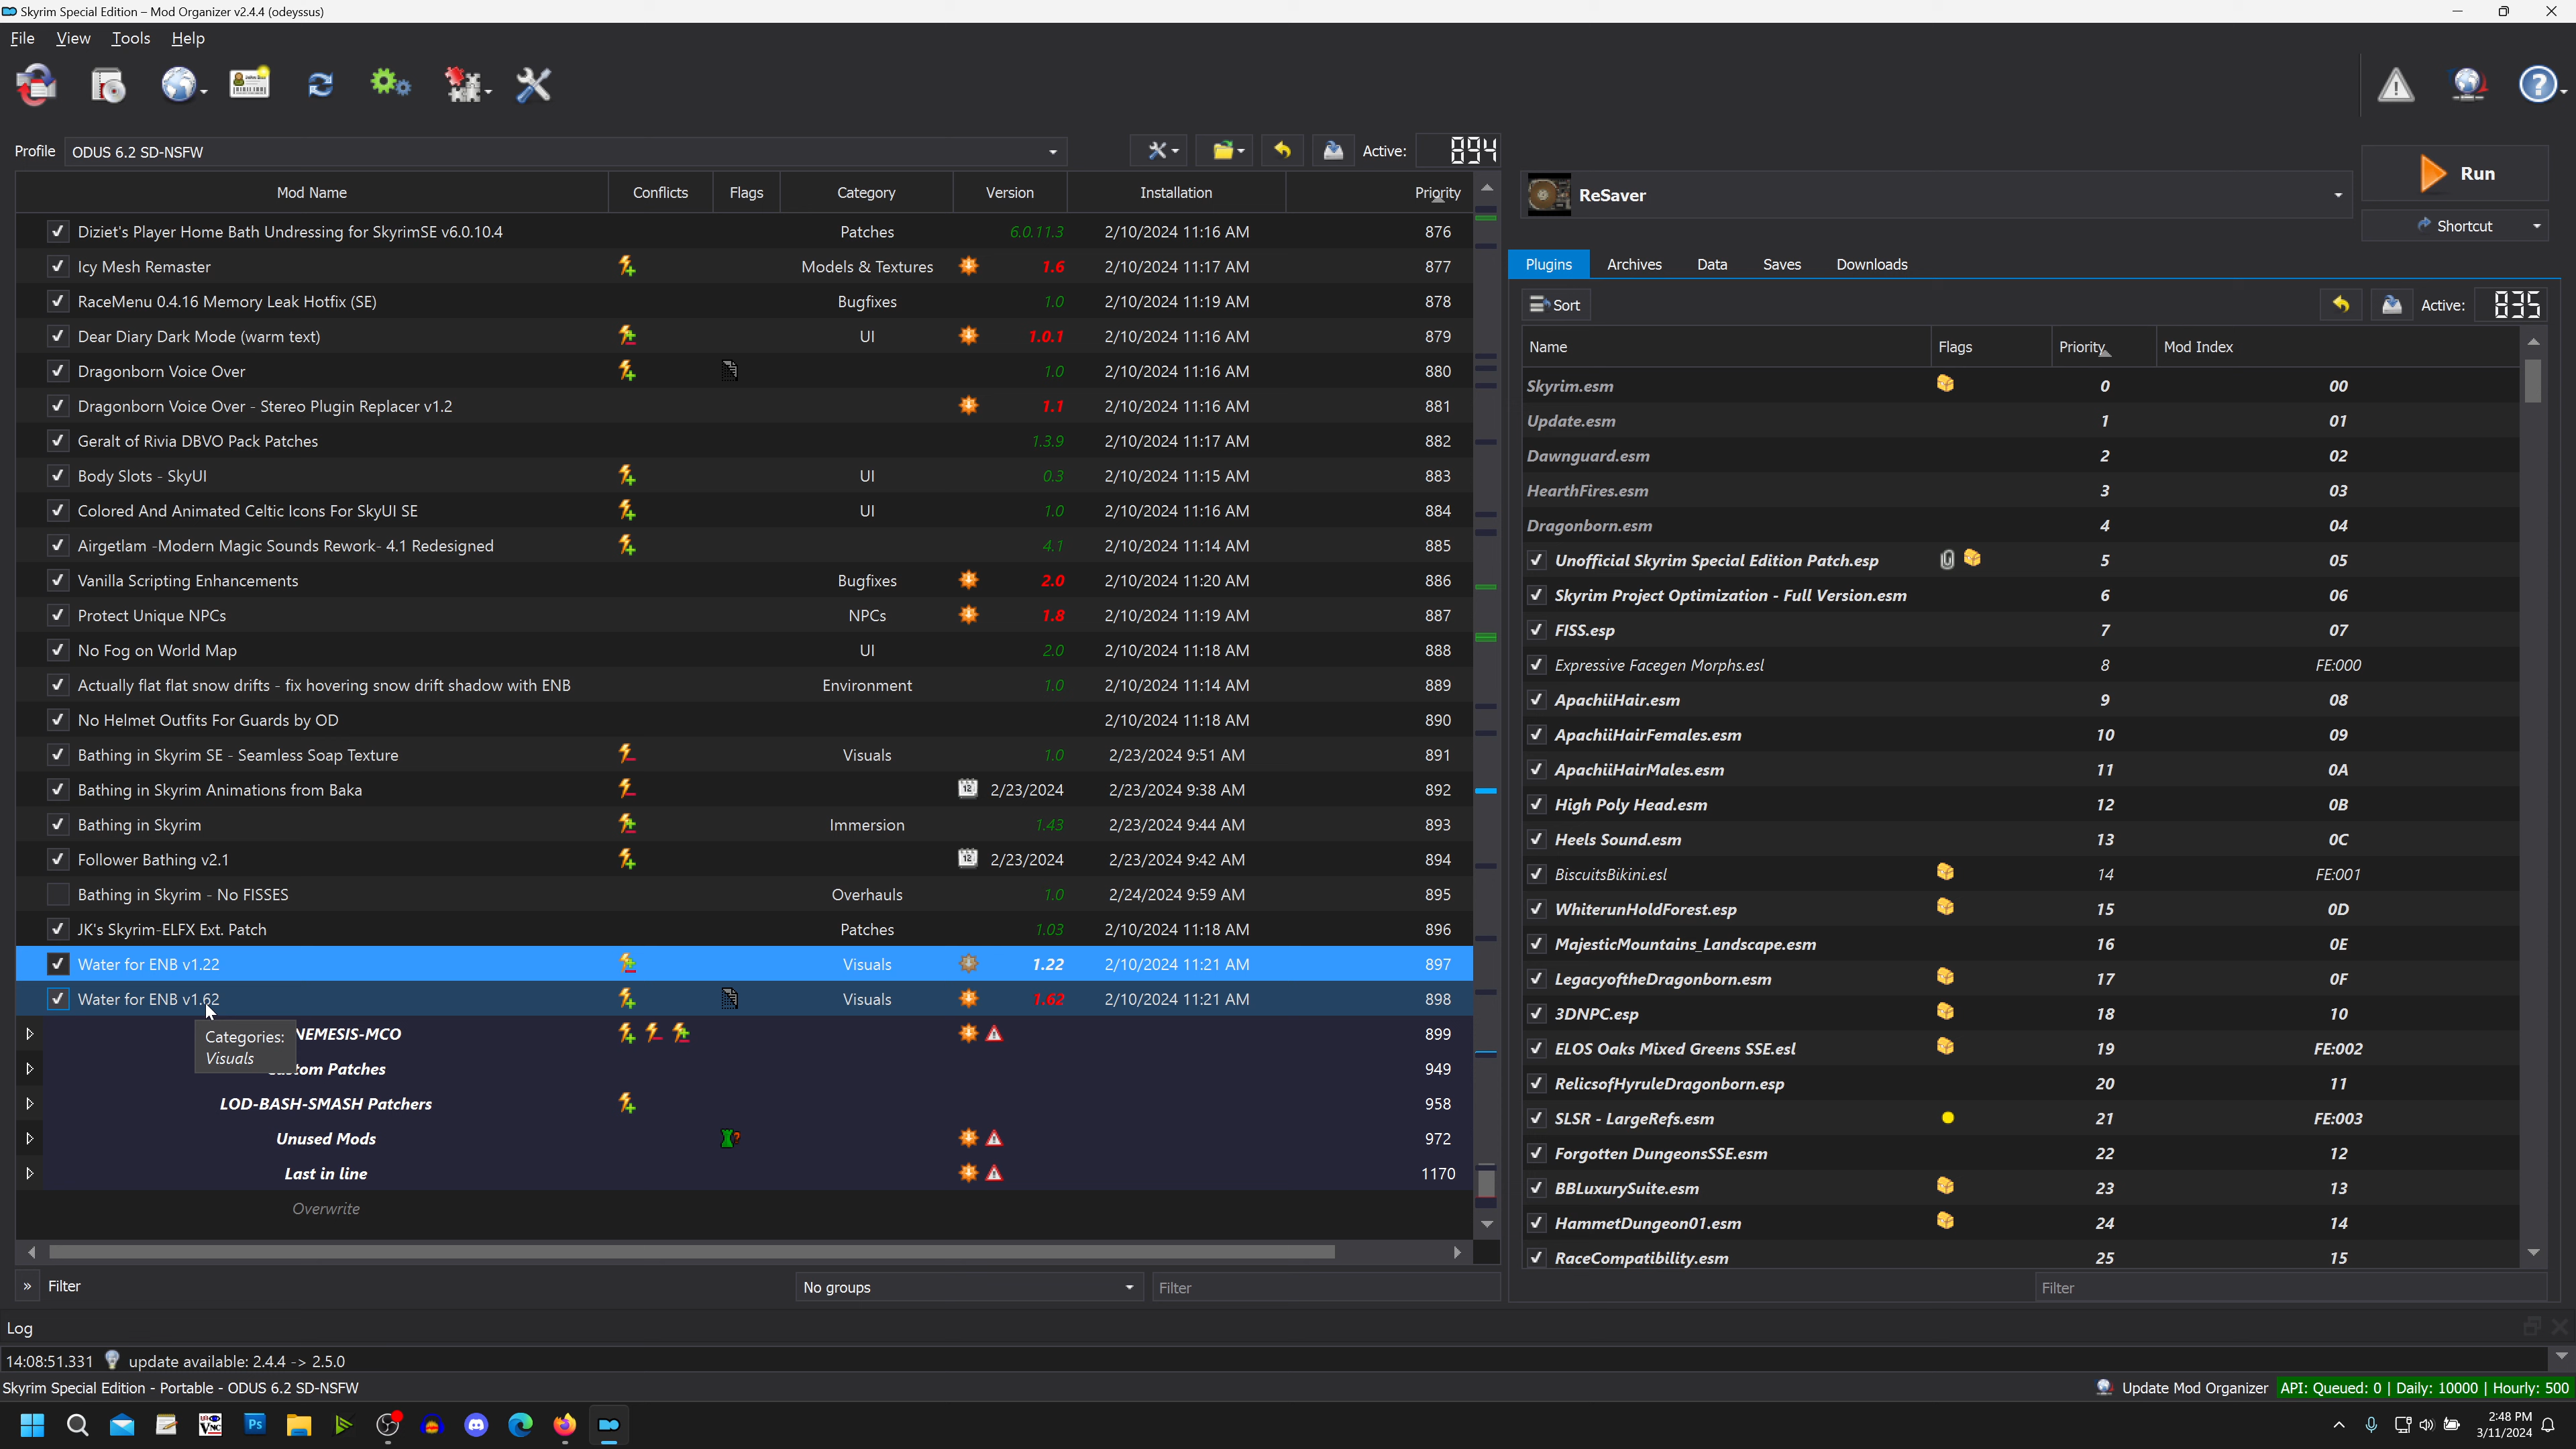 Skyrim Special Edition – Mod Organizer v2.4.4 (odeyssus)
File View Tools Help
Profile ODUS 6.2 SD-NSFW Active: 894
Mod Name Conflicts Flags Category Version Installation Priority
Diziet's Player Home Bath Undressing for SkyrimSE v6.0.10.4 Patches 6.0.11.3 2/10/2024 11:16 AM 876
Icy Mesh Remaster Models & Textures 1.6 2/10/2024 11:17 AM 877
RaceMenu 0.4.16 Memory Leak Hotfix (SE) Bugfixes 1.0 2/10/2024 11:19 AM 878
Dear Diary Dark Mode (warm text) UI 1.0.1 2/10/2024 11:16 AM 879
Dragonborn Voice Over 1.0 2/10/2024 11:16 AM 880
Dragonborn Voice Over - Stereo Plugin Replacer v1.2 1.1 2/10/2024 11:16 AM 881
Geralt of Rivia DBVO Pack Patches 1.3.9 2/10/2024 11:17 AM 882
Body Slots - SkyUI UI 0.3 2/10/2024 11:15 AM 883
Colored And Animated Celtic Icons For SkyUI SE UI 1.0 2/10/2024 11:16 AM 884
Airgetlam -Modern Magic Sounds Rework- 4.1 Redesigned 4.1 2/10/2024 11:14 AM 885
Vanilla Scripting Enhancements Bugfixes 2.0 2/10/2024 11:20 AM 886
Protect Unique NPCs NPCs 1.8 2/10/2024 11:19 AM 887
No Fog on World Map UI 2.0 2/10/2024 11:18 AM 888
Actually flat flat snow drifts - fix hovering snow drift shadow with ENB Environment 1.0 2/10/2024 11:14 AM 889
No Helmet Outfits For Guards by OD 2/10/2024 11:18 AM 890
Bathing in Skyrim SE - Seamless Soap Texture Visuals 1.0 2/23/2024 9:51 AM 891
Bathing in Skyrim Animations from Baka 2/23/2024 2/23/2024 9:38 AM 892
Bathing in Skyrim Immersion 1.43 2/23/2024 9:44 AM 893
Follower Bathing v2.1 2/23/2024 2/23/2024 9:42 AM 894
Bathing in Skyrim - No FISSES Overhauls 1.0 2/24/2024 9:59 AM 895
JK's Skyrim-ELFX Ext. Patch Patches 1.03 2/10/2024 11:18 AM 896
Water for ENB v1.22 Visuals 1.22 2/10/2024 11:21 AM 897
Water for ENB v1.62 Visuals 1.62 2/10/2024 11:21 AM 898
NEMESIS-MCO 899
Categories:
Visuals
tom Patches 949
LOD-BASH-SMASH Patchers 958
Unused Mods 972
Last in line 1170
Overwrite
» Filter No groups Filter
ReSaver
Run
Shortcut
Plugins Archives Data Saves Downloads
Sort Active: 835
Name Flags Priority Mod Index
Skyrim.esm 0 00
Update.esm 1 01
Dawnguard.esm 2 02
HearthFires.esm 3 03
Dragonborn.esm 4 04
Unofficial Skyrim Special Edition Patch.esp 5 05
Skyrim Project Optimization - Full Version.esm 6 06
FISS.esp 7 07
Expressive Facegen Morphs.esl 8 FE:000
ApachiiHair.esm 9 08
ApachiiHairFemales.esm 10 09
ApachiiHairMales.esm 11 0A
High Poly Head.esm 12 0B
Heels Sound.esm 13 0C
BiscuitsBikini.esl 14 FE:001
WhiterunHoldForest.esp 15 0D
MajesticMountains_Landscape.esm 16 0E
LegacyoftheDragonborn.esm 17 0F
3DNPC.esp 18 10
ELOS Oaks Mixed Greens SSE.esl 19 FE:002
RelicsofHyruleDragonborn.esp 20 11
SLSR - LargeRefs.esm 21 FE:003
Forgotten DungeonsSSE.esm 22 12
BBLuxurySuite.esm 23 13
HammetDungeon01.esm 24 14
RaceCompatibility.esm 25 15
Filter
Log
14:08:51.331 update available: 2.4.4 -> 2.5.0
Skyrim Special Edition - Portable - ODUS 6.2 SD-NSFW Update Mod Organizer API: Queued: 0 | Daily: 10000 | Hourly: 500
2:48 PM
3/11/2024